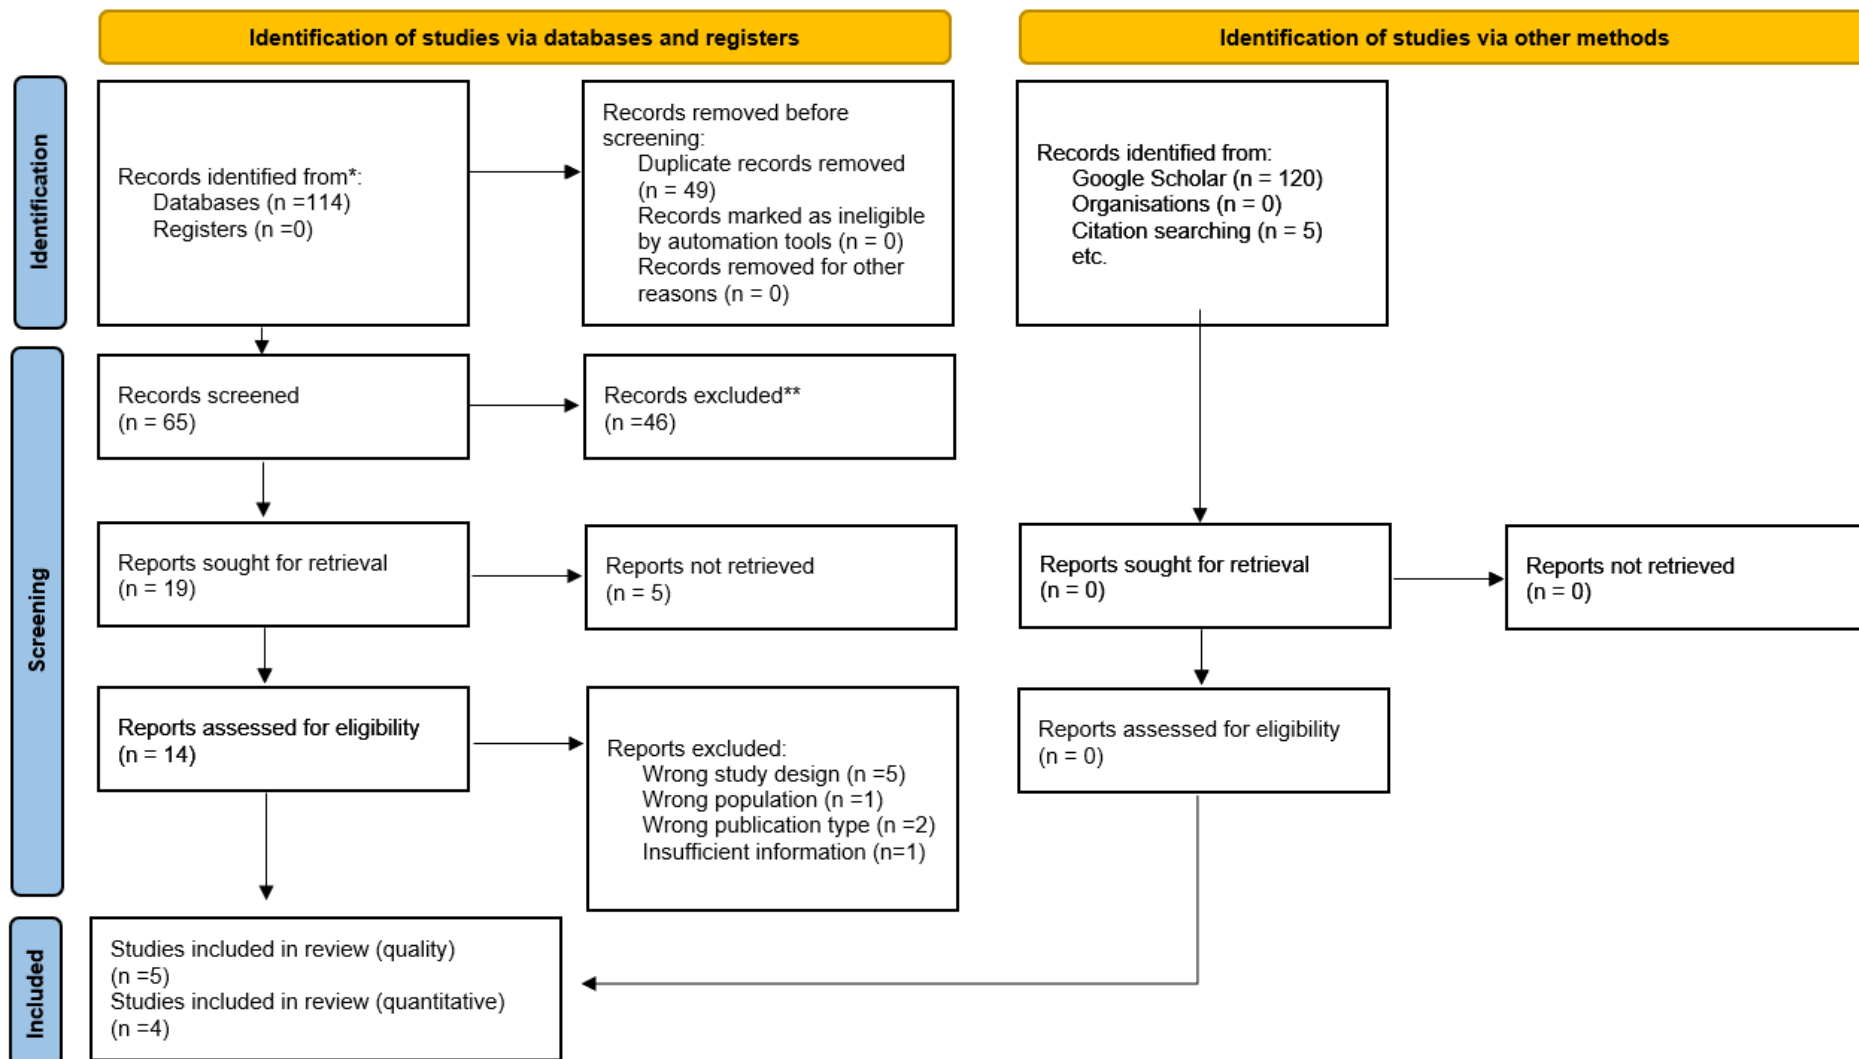 Identification of studies via databases and registers
Identification of studies via other methods
Identification
Records identified from*:
Databases (n =114)
Registers (n =0)
Records removed before
screening:
Duplicate records removed
(n = 49)
Records marked as ineligible
by automation tools (n = 0)
Records removed for other
reasons (n = 0)
Records identified from:
Google Scholar (n = 120)
Organisations (n = 0)
Citation searching (n = 5)
etc.
Screening
Records screened
(n = 65)
Records excluded**
(n =46)
Reports sought for retrieval
(n = 19)
Reports not retrieved
(n = 5)
Reports sought for retrieval
(n = 0)
Reports not retrieved
(n = 0)
Reports assessed for eligibility
(n = 14)
Reports excluded:
Wrong study design (n =5)
Wrong population (n =1)
Wrong publication type (n =2)
Insufficient information (n=1)
Reports assessed for eligibility
(n = 0)
Included
Studies included in review (quality)
(n =5)
Studies included in review (quantitative)
(n =4)